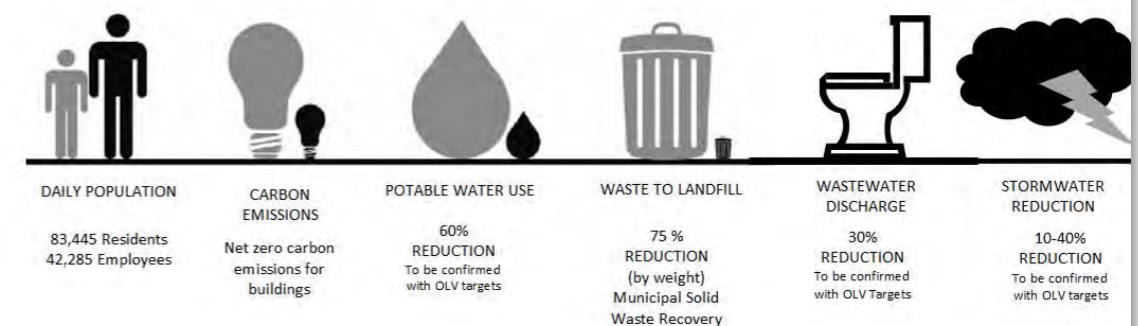 DAILY POPULATION
83,445 Residents
42,285 Employees
CARBON
EMISSIONS
Net zero carbon
emissions for
buildings
POTABLE WATER USE
60%
REDUCTION
To be confirmed
with OLV targets
WASTE TO LANDFILL
75 %
REDUCTION
(by weight)
Municipal Solid
Waste Recovery
WASTEWATER
DISCHARGE
30%
REDUCTION
To be confirmed
with OLV Targets
STORMWATER
REDUCTION
10-40%
REDUCTION
To be confirmed
with OLV targets